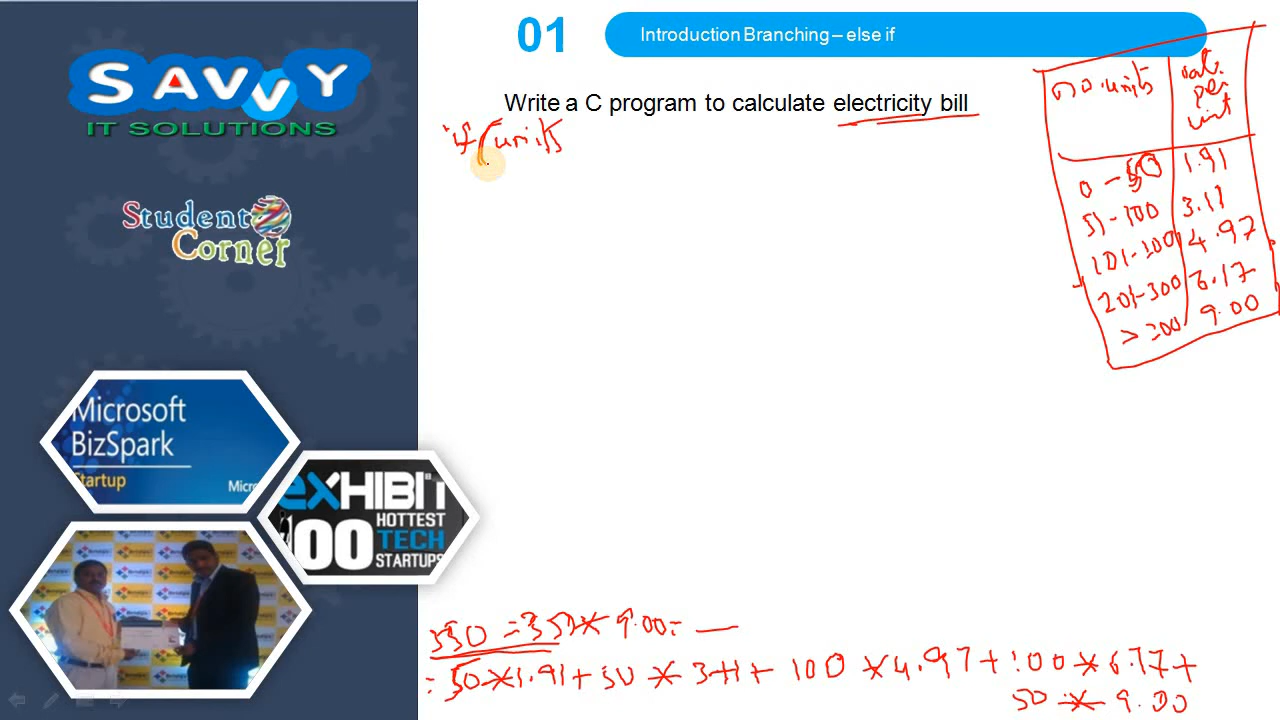 01
Introduction Branching – else if
SAVVY
IT SOLUTIONS
Write a C program to calculate electricity bill
if (units
no. units
rate per unit
0 - 50 1.91
51 - 100 3.11
101 - 200 4.97
201 - 300 6.17
> 300 9.00
Student
Corner
Microsoft
BizSpark
Startup
Micr
EXHIBIT
100
HOTTEST
TECH
STARTUPS
350 = 350 * 9.00 = —
= 50 * 1.91 + 50 * 3.11 + 100 * 4.97 + 100 * 6.17 +
50 * 9.00